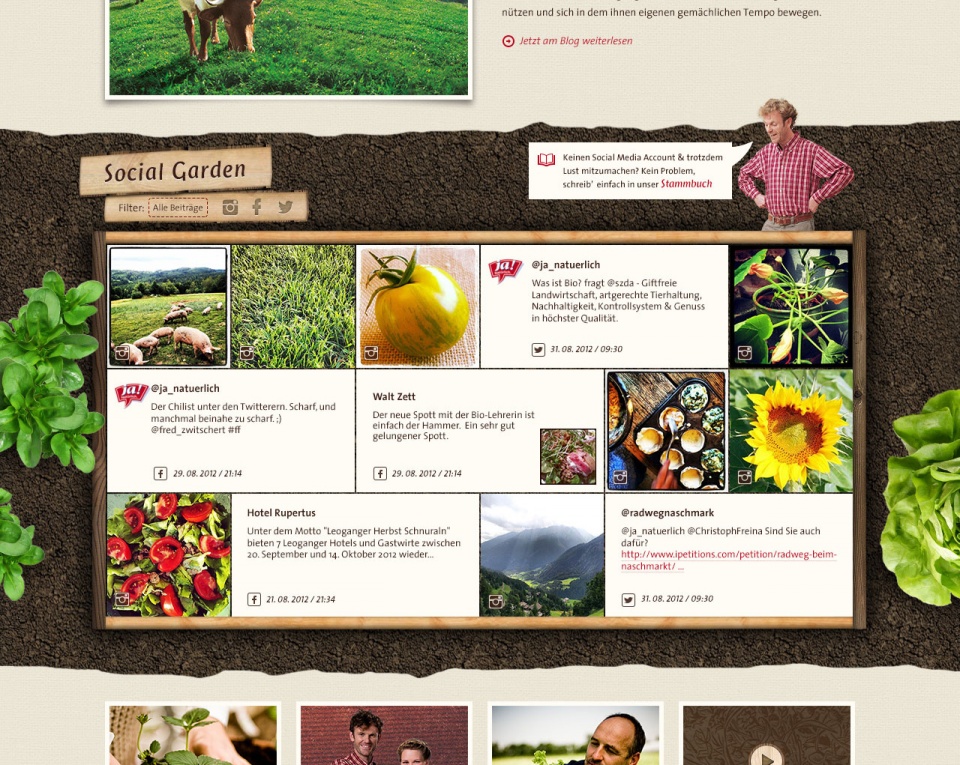 nützen und sich in dem ihnen eigenen gemächlichen Tempo bewegen.
Jetzt am Blog weiterlesen
Social Garden
Filter: Alle Beiträge
Keinen Social Media Account & trotzdem
Lust mitzumachen? Kein Problem,
schreib' einfach in unser Stammbuch
ja!
@ja_natuerlich
Was ist Bio? fragt @szda - Giftfreie
Landwirtschaft, artgerechte Tierhaltung,
Nachhaltigkeit, Kontrollsystem & Genuss
in höchster Qualität.
31. 08. 2012 / 09:30
ja!
@ja_natuerlich
Der Chilist unter den Twitterern. Scharf, und
manchmal beinahe zu scharf. ;)
@fred_zwitschert #ff
29. 08. 2012 / 21:14
Walt Zett
Der neue Spott mit der Bio-Lehrerin ist
einfach der Hammer. Ein sehr gut
gelungener Spott.
29. 08. 2012 / 21:14
Hotel Rupertus
Unter dem Motto "Leoganger Herbst Schnuraln"
bieten 7 Leoganger Hotels und Gastwirte zwischen
20. September und 14. Oktober 2012 wieder...
21. 08. 2012 / 21:34
@radwegnaschmark
@ja_natuerlich @ChristophFreina Sind Sie auch
dafür?
http://www.ipetitions.com/petition/radweg-beim-
naschmarkt/ ...
31. 08. 2012 / 09:30